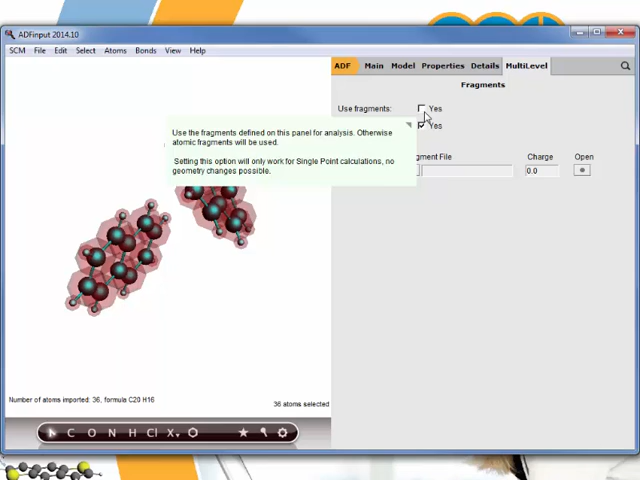 ADFinput 2014.10
SCM File Edit Select Atoms Bonds View Help
ADF Main Model Properties Details MultiLevel
Fragments
Use fragments: Yes
Yes
Use the fragments defined on this panel for analysis. Otherwise
atomic fragments will be used.
Setting this option will only work for Single Point calculations, no
geometry changes possible.
gment File Charge Open
0.0
Number of atoms imported: 36, formula C20 H16
36 atoms selected
C O N H Cl X